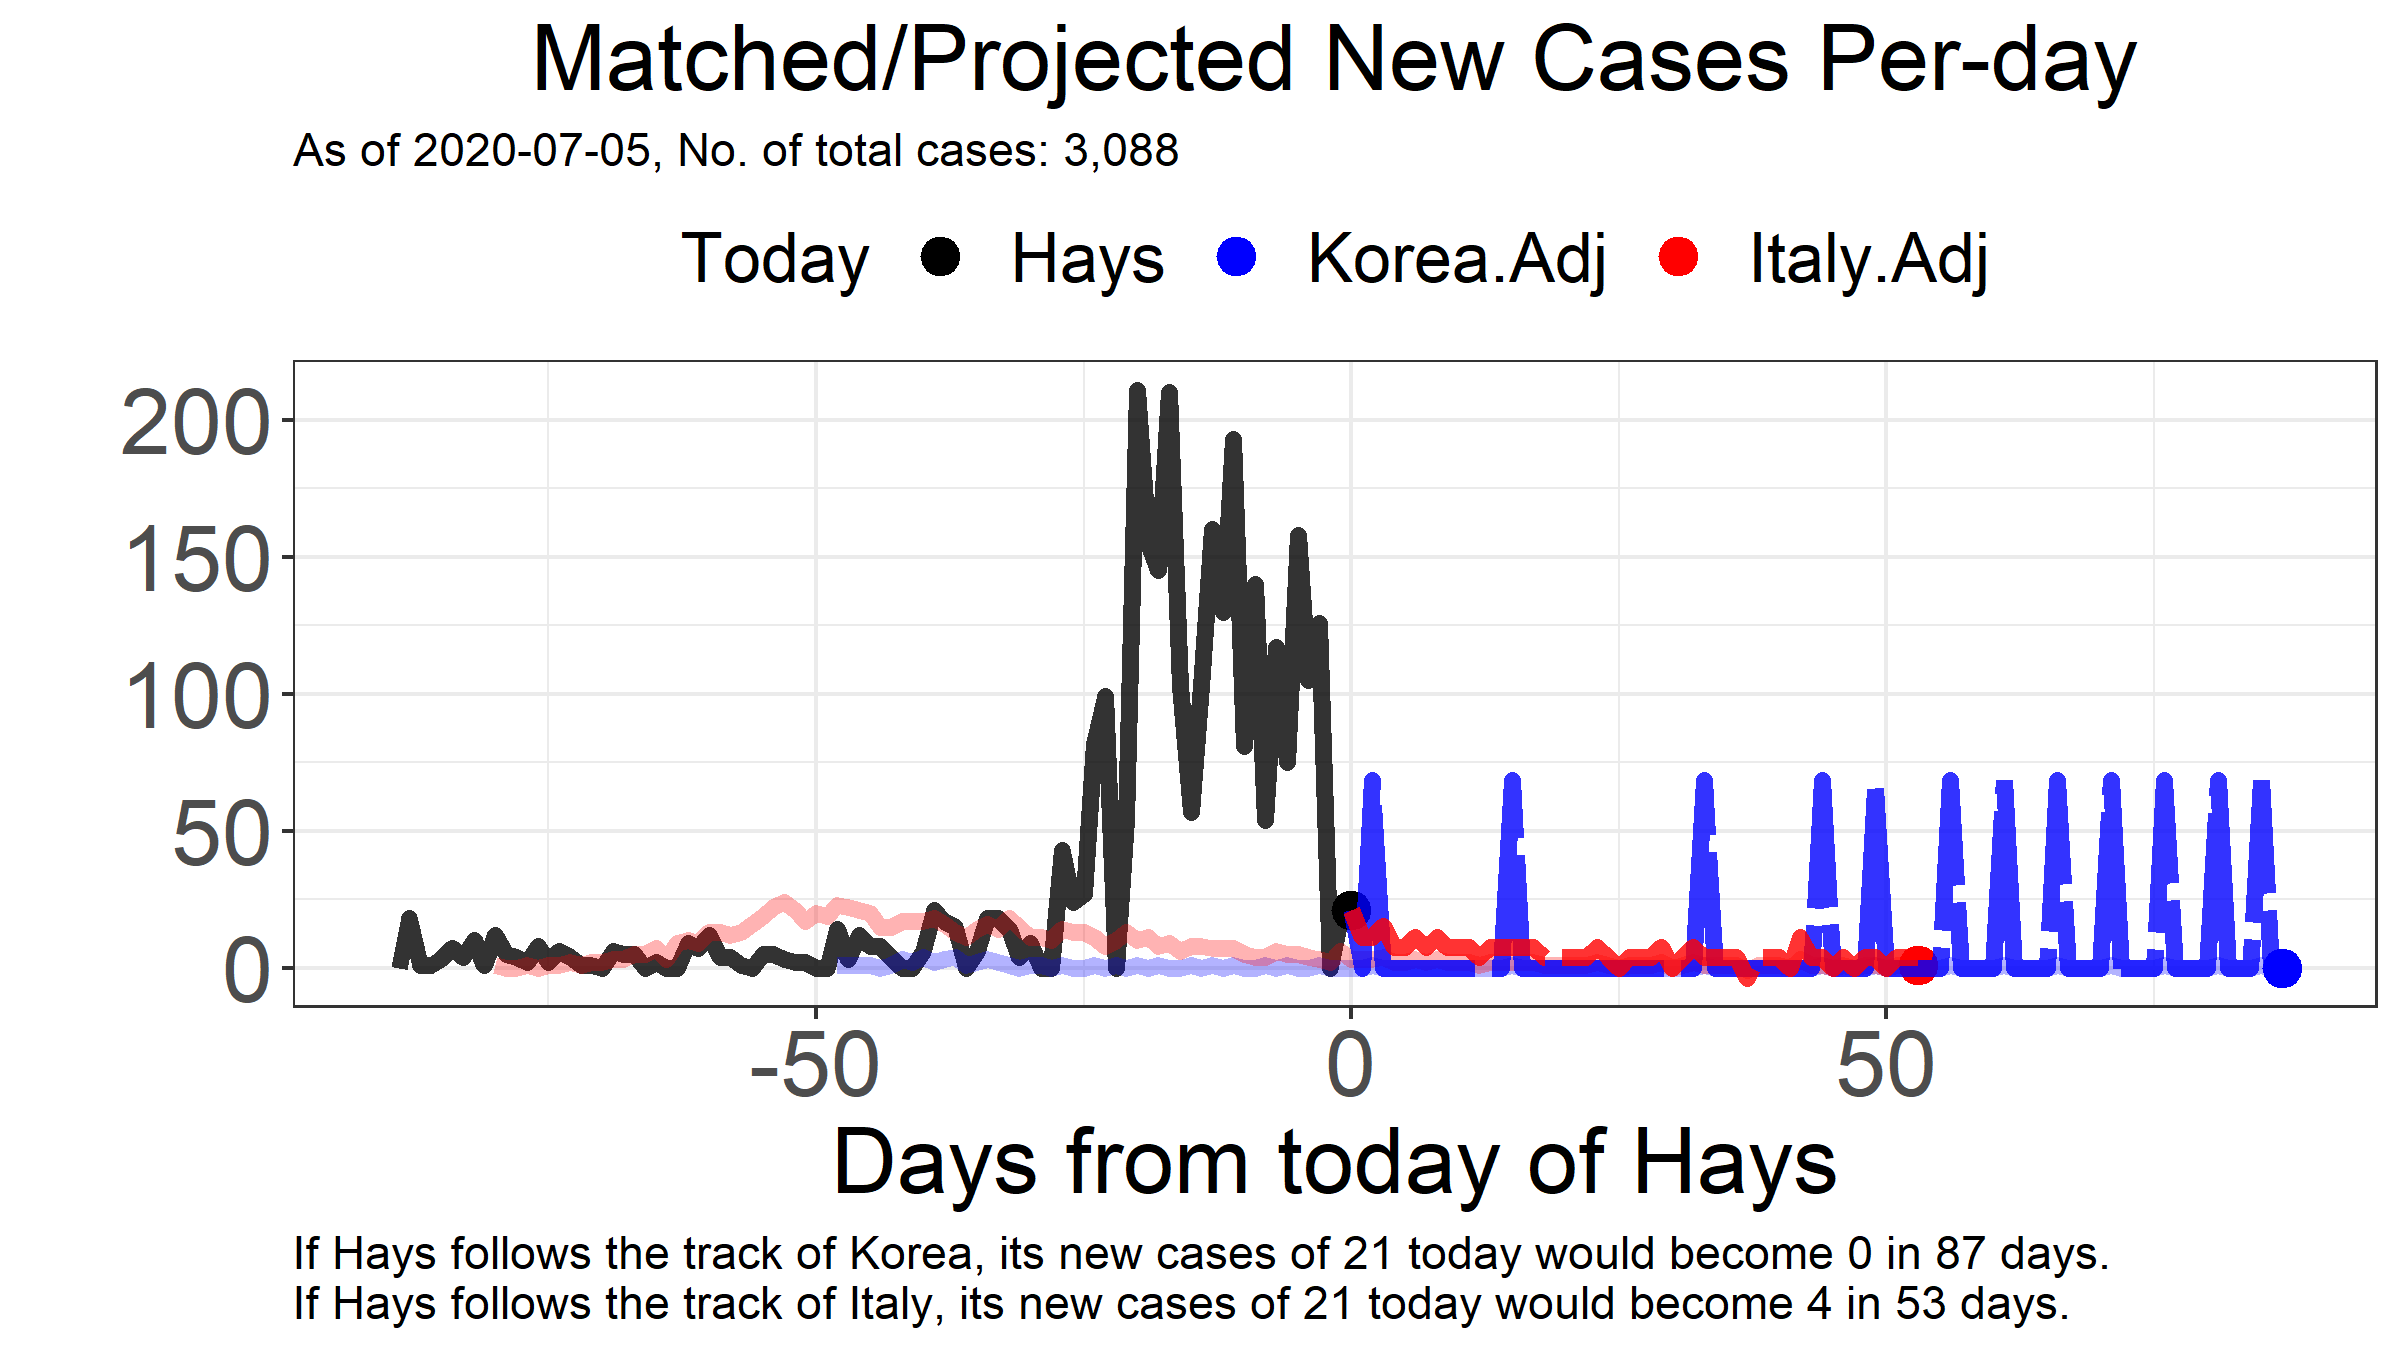 Matched/Projected New Cases Per-day
As of 2020-07-05, No. of total cases: 3,088
Today Hays Korea.Adj Italy.Adj
200
150
100
50
0
-50 0 50
Days from today of Hays
If Hays follows the track of Korea, its new cases of 21 today would become 0 in 87 days.
If Hays follows the track of Italy, its new cases of 21 today would become 4 in 53 days.